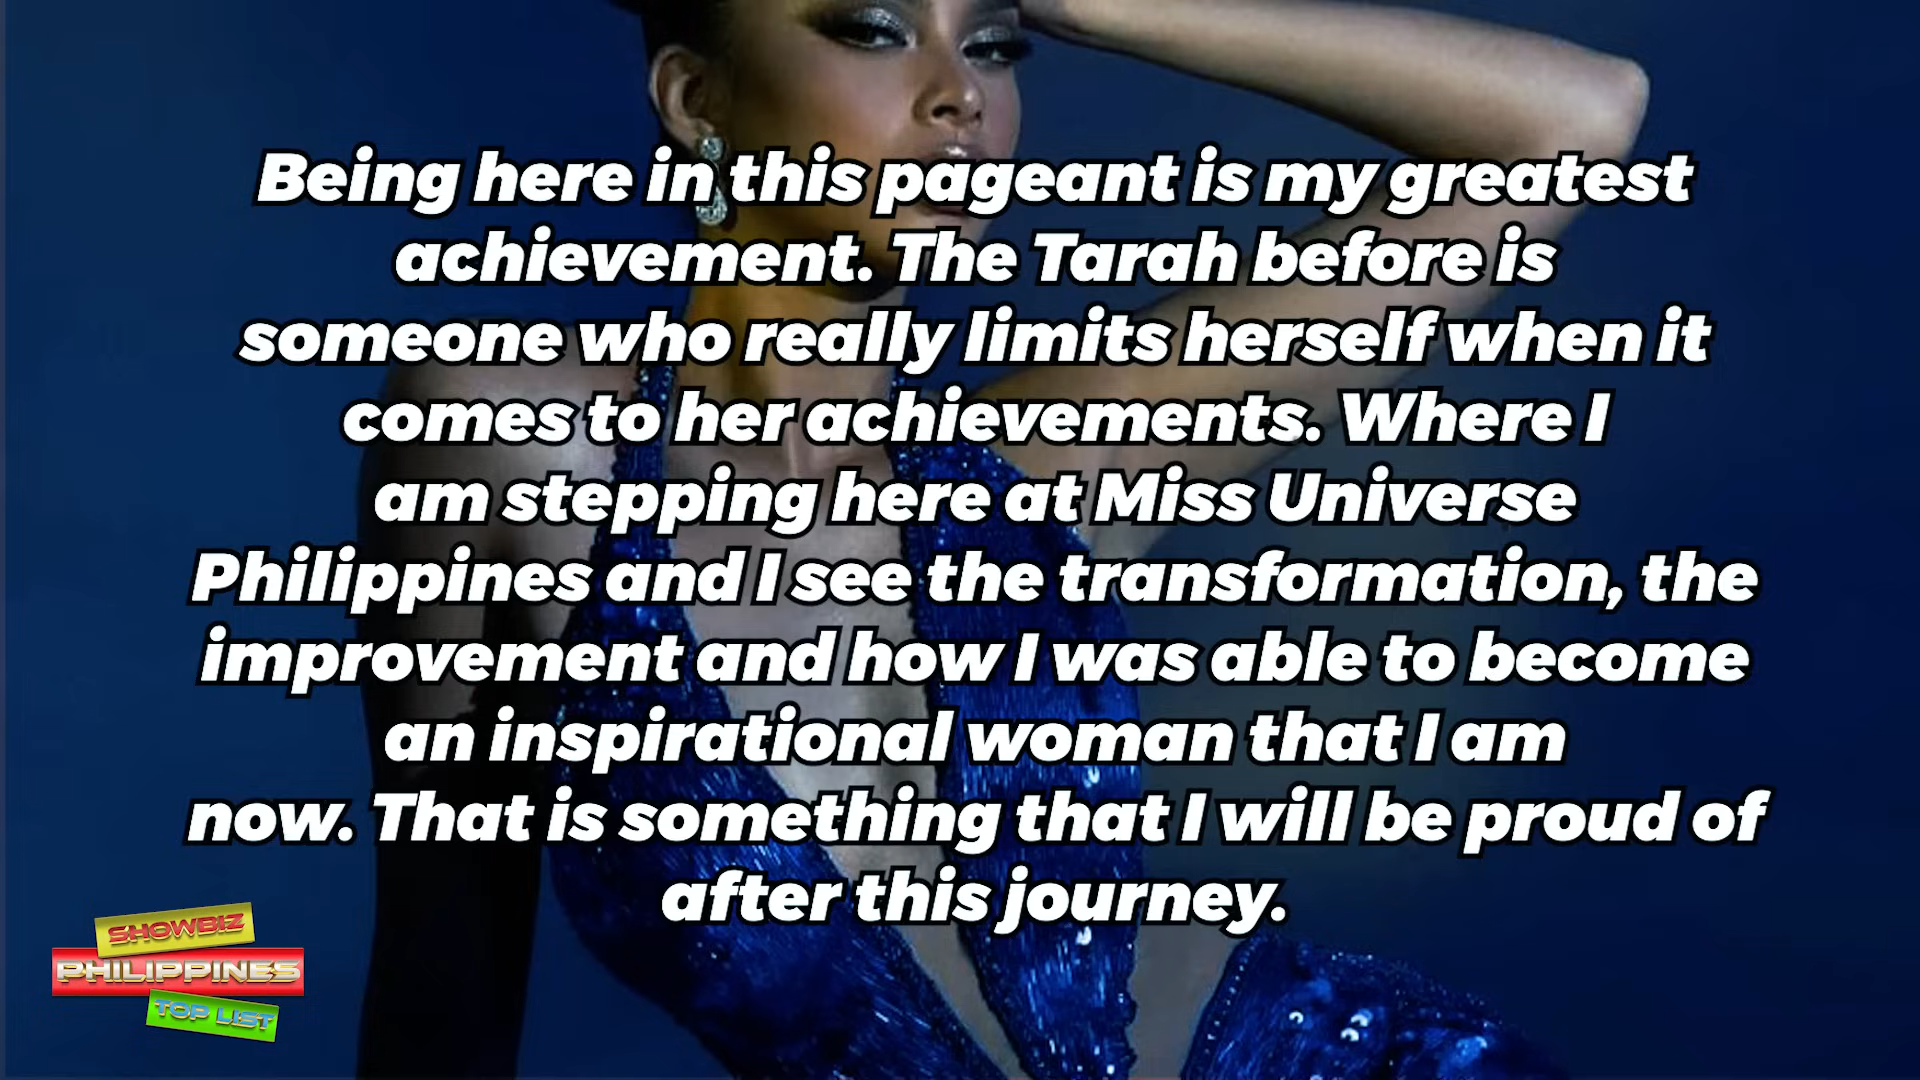 Being here in this pageant is my greatest
achievement. The Tarah before is
someone who really limits herself when it
comes to her achievements. Where I
am stepping here at Miss Universe
Philippines and I see the transformation, the
improvement and how I was able to become
an inspirational woman that I am
now. That is something that I will be proud of
after this journey.
SHOWBIZ
PHILIPPINES
TOP LIST